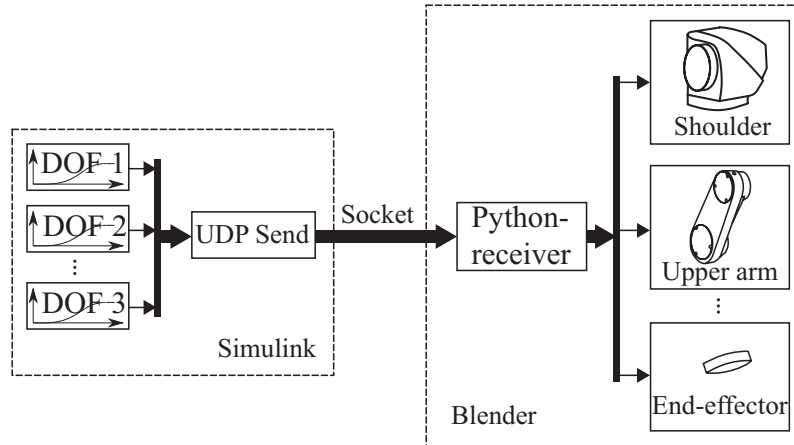 DOF 1
DOF 2
⋮
DOF 3
UDP Send
Simulink
Socket
Python-
receiver
Blender
Shoulder
Upper arm
⋮
End-effector